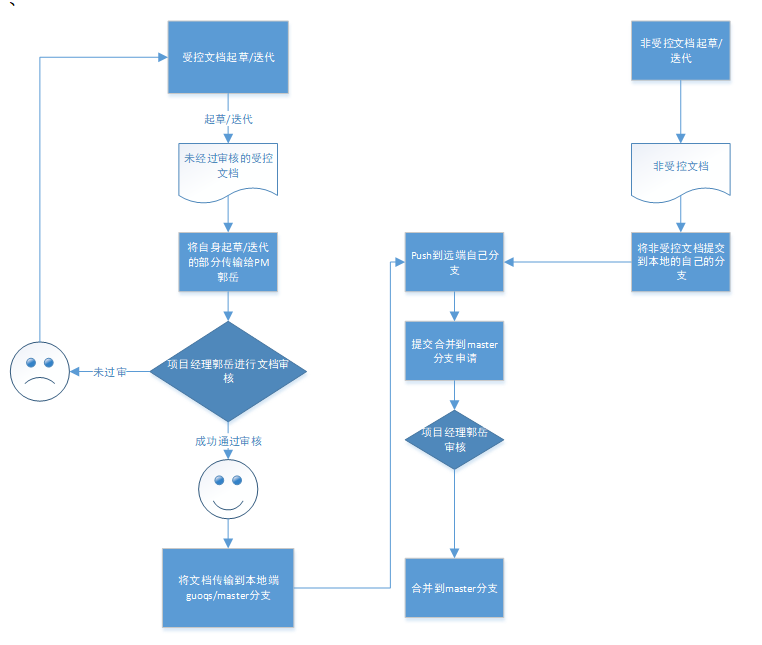 、
受控文档起草/迭代
起草/迭代
未经过审核的受控
文档
将自身起草/迭代
的部分传输给PM
郭岳
项目经理郭岳进行文档审
核
未过审
成功通过审核
将文档传输到本地端
guoqs/master分支
Push到远端自己分
支
提交合并到master
分支申请
项目经理郭岳
审核
合并到master分支
非受控文档起草/
迭代
非受控文档
将非受控文档提交
到本地的自己的分
支